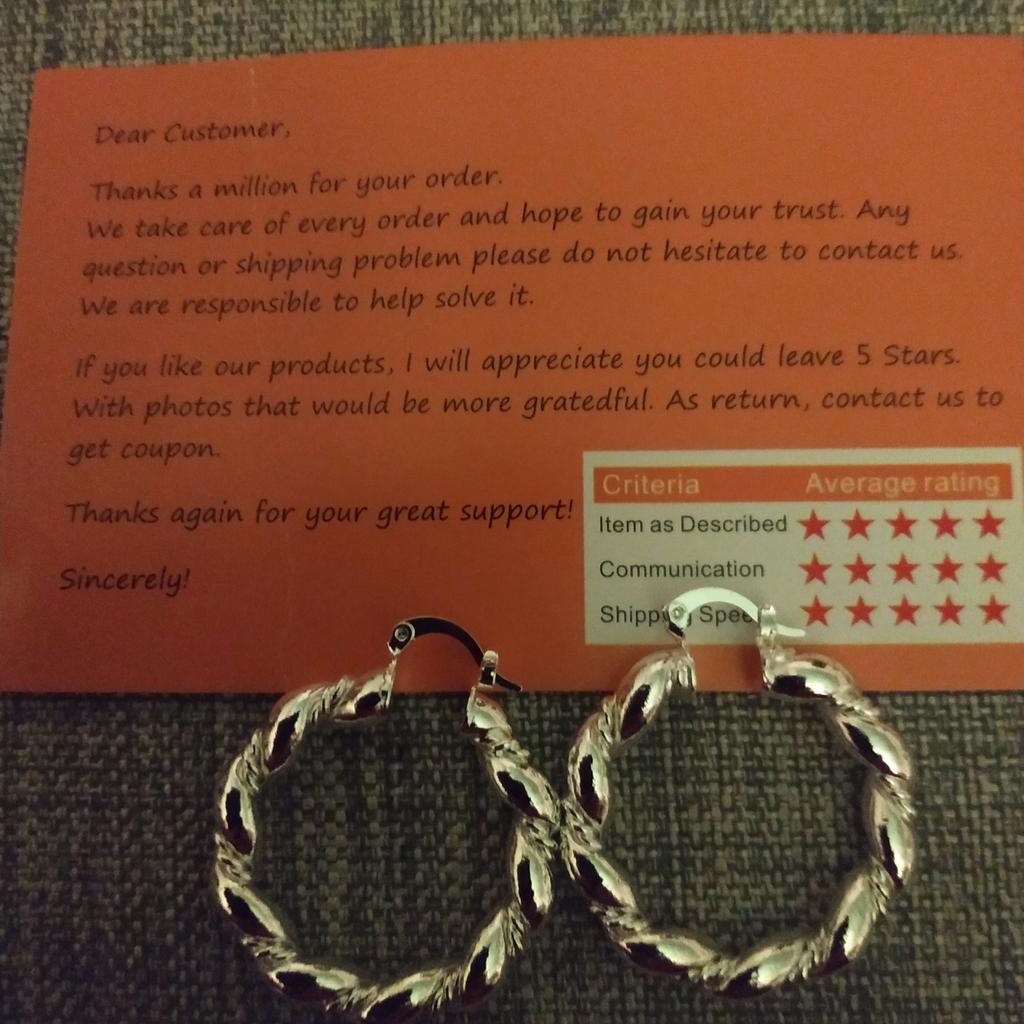 Dear Customer,
Thanks a million for your order.
We take care of every order and hope to gain your trust. Any
question or shipping problem please do not hesitate to contact us.
We are responsible to help solve it.
If you like our products, I will appreciate you could leave 5 Stars.
With photos that would be more gratedful. As return, contact us to
get coupon.
Thanks again for your great support!
Sincerely!
Criteria Average rating
Item as Described ★★★★★
Communication ★★★★★
★★★★★